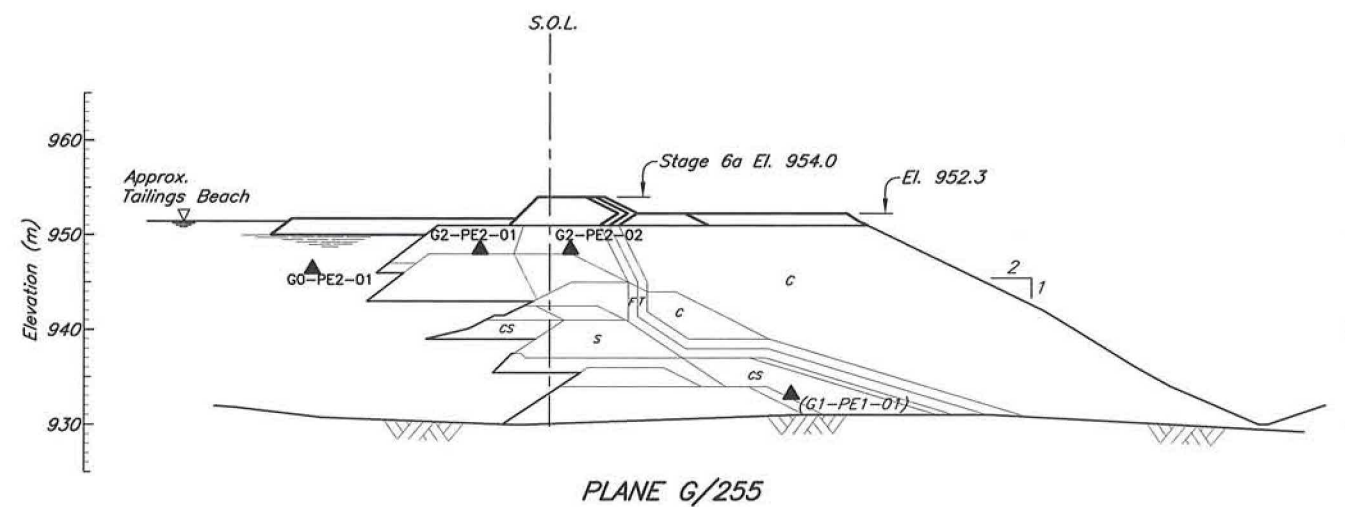 S.O.L.
960
Stage 6a El. 954.0
El. 952.3
Approx.
Tailings Beach
950
G2-PE2-01
G2-PE2-02
G0-PE2-01
2
1
c
F
T
c
Elevation (m)
940
cs
s
cs
(G1-PE1-01)
930
PLANE G/255